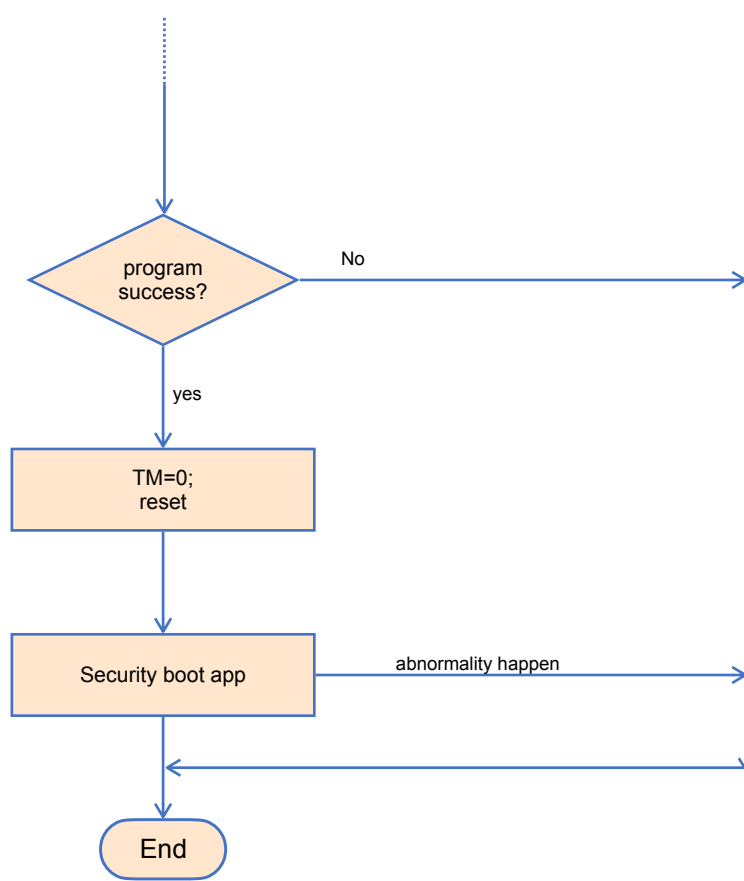 No
program
success?
yes
TM=0;
reset
abnormality happen
Security boot app
End